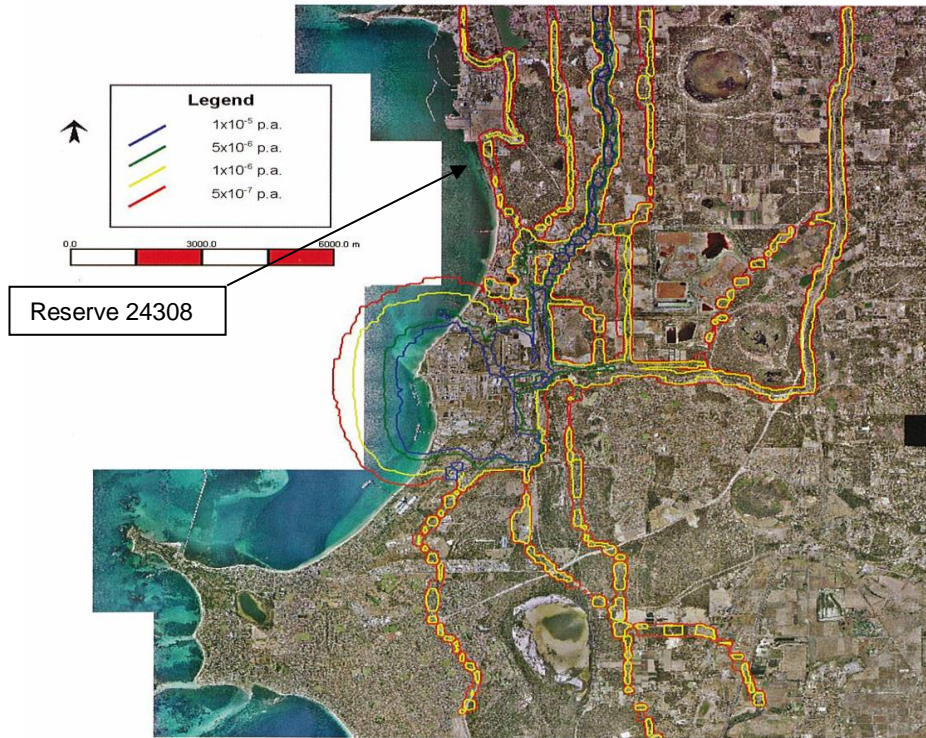 Legend
1x10⁻⁵ p.a.
5x10⁻⁶ p.a.
1x10⁻⁶ p.a.
5x10⁻⁷ p.a.
0.0 3000.0 6000.0 m
Reserve 24308